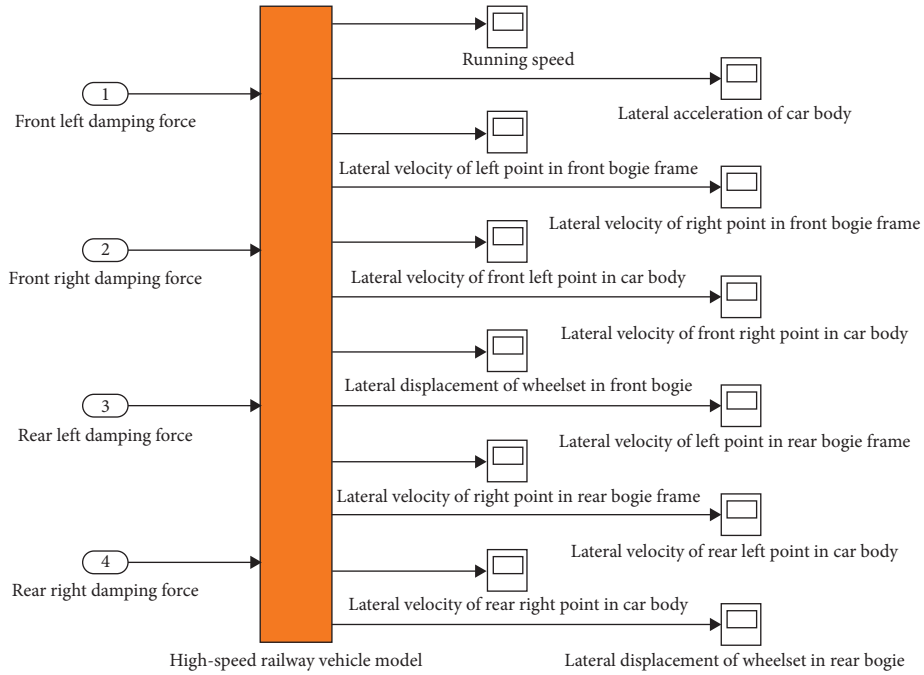 Running speed
1
Front left damping force
Lateral acceleration of car body
Lateral velocity of left point in front bogie frame
Lateral velocity of right point in front bogie frame
2
Front right damping force
Lateral velocity of front left point in car body
Lateral velocity of front right point in car body
Lateral displacement of wheelset in front bogie
3
Rear left damping force
Lateral velocity of left point in rear bogie frame
Lateral velocity of right point in rear bogie frame
Lateral velocity of rear left point in car body
4
Rear right damping force
Lateral velocity of rear right point in car body
High-speed railway vehicle model
Lateral displacement of wheelset in rear bogie